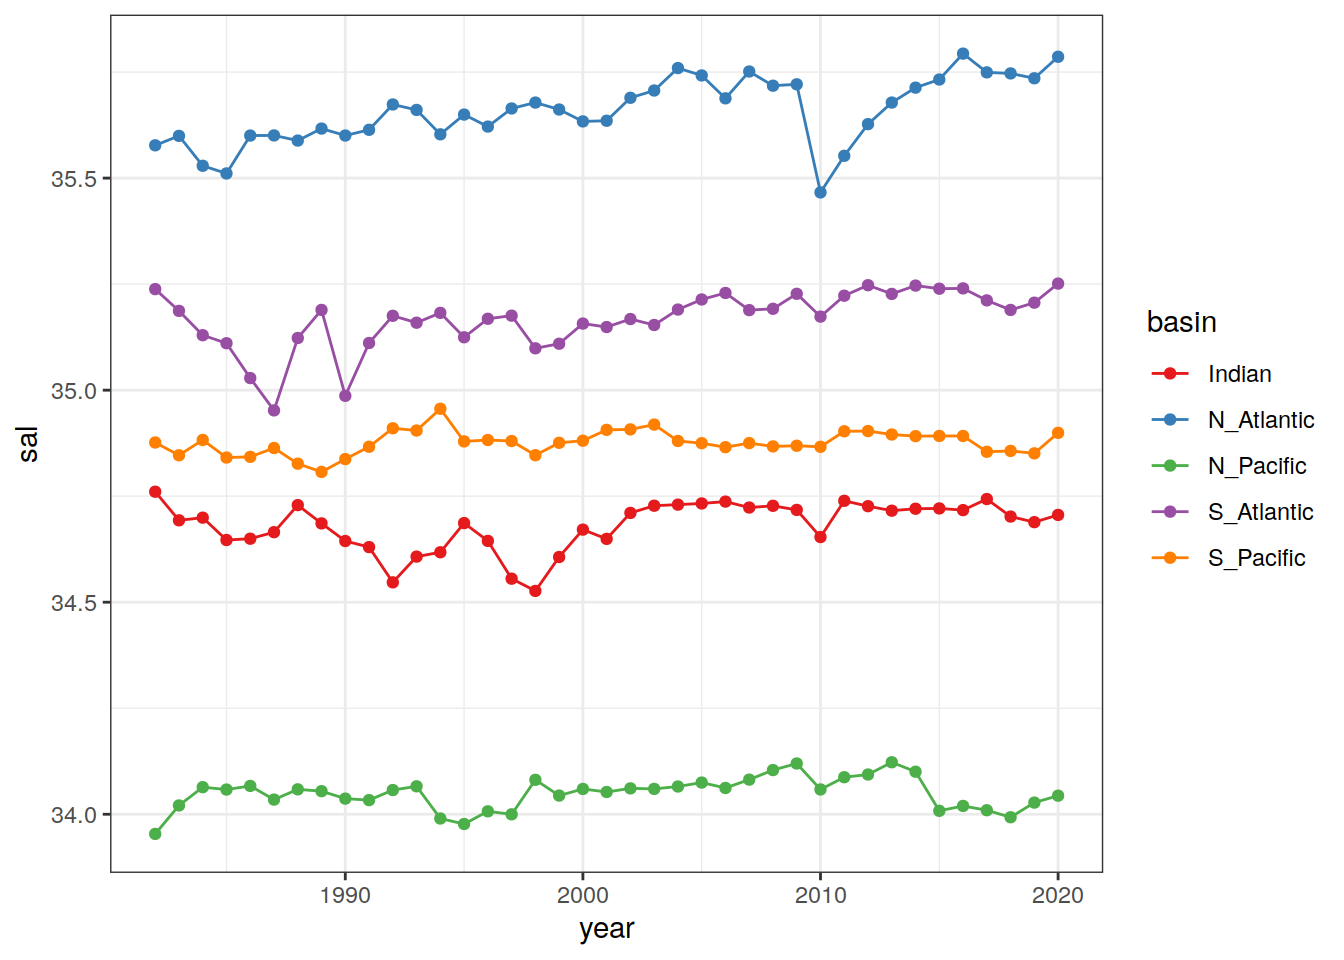 35.5
35.0
34.5
34.0
sal
1990
2000
2010
2020
year
basin
Indian
N_Atlantic
N_Pacific
S_Atlantic
S_Pacific